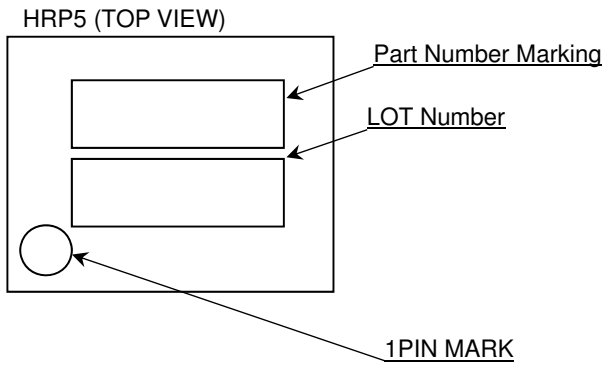 HRP5 (TOP VIEW)
Part Number Marking
LOT Number
1PIN MARK